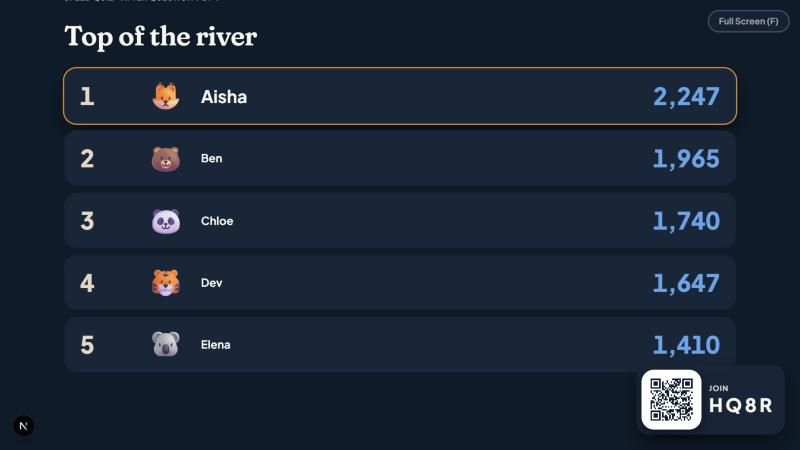 Full Screen (F)
Top of the river
1 Aisha 2,247
2 Ben 1,965
3 Chloe 1,740
4 Dev 1,647
5 Elena 1,410
JOIN
HQ8R
N